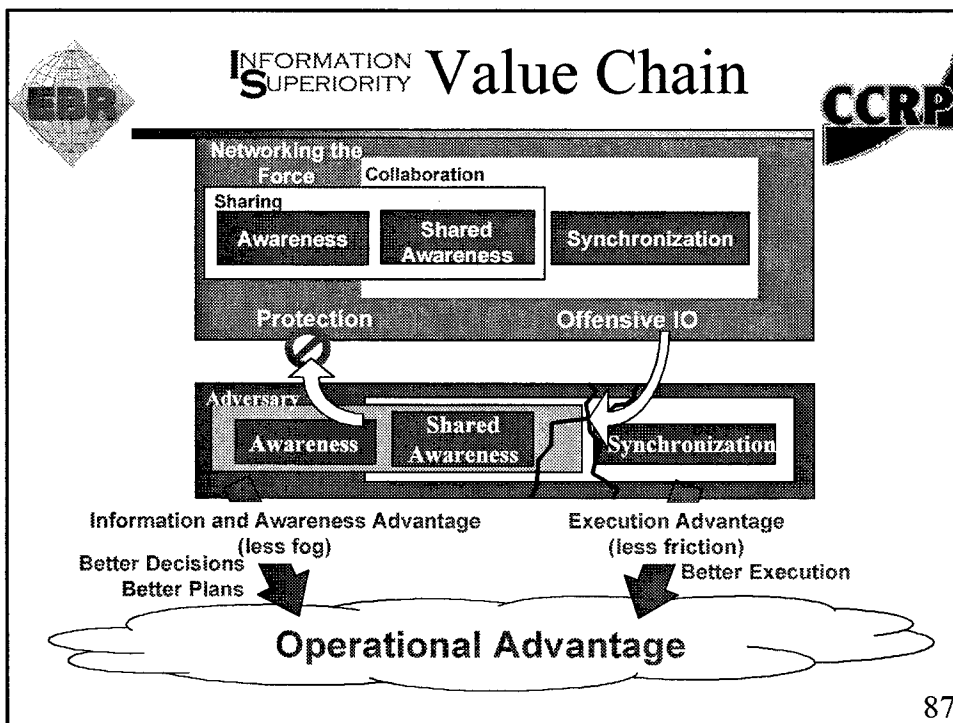 EBR
INFORMATION
SUPERIORITY
Value Chain
CCRP
Networking the
Force
Collaboration
Sharing
Awareness
Shared
Awareness
Synchronization
Protection
Offensive IO
Adversary
Awareness
Shared
Awareness
Synchronization
Information and Awareness Advantage
(less fog)
Better Decisions
Better Plans
Execution Advantage
(less friction)
Better Execution
Operational Advantage
87